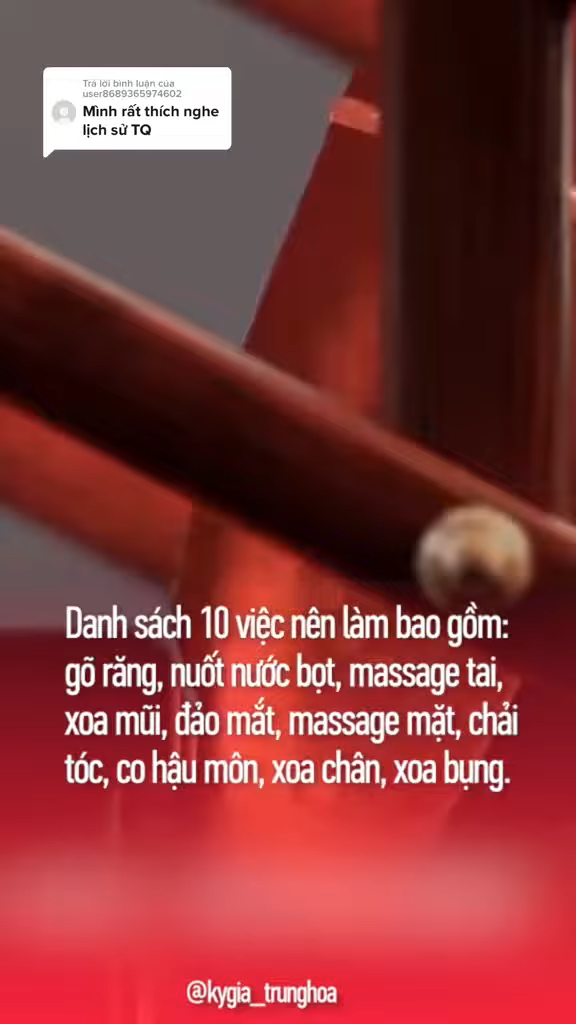 Trả lời bình luận của
user8689365974602
Mình rất thích nghe
lịch sử TQ
Danh sách 10 việc nên làm bao gồm:
gõ răng, nuốt nước bọt, massage tai,
xoa mũi, đảo mắt, massage mặt, chải
tóc, co hậu môn, xoa chân, xoa bụng.
@kygia_trunghoa